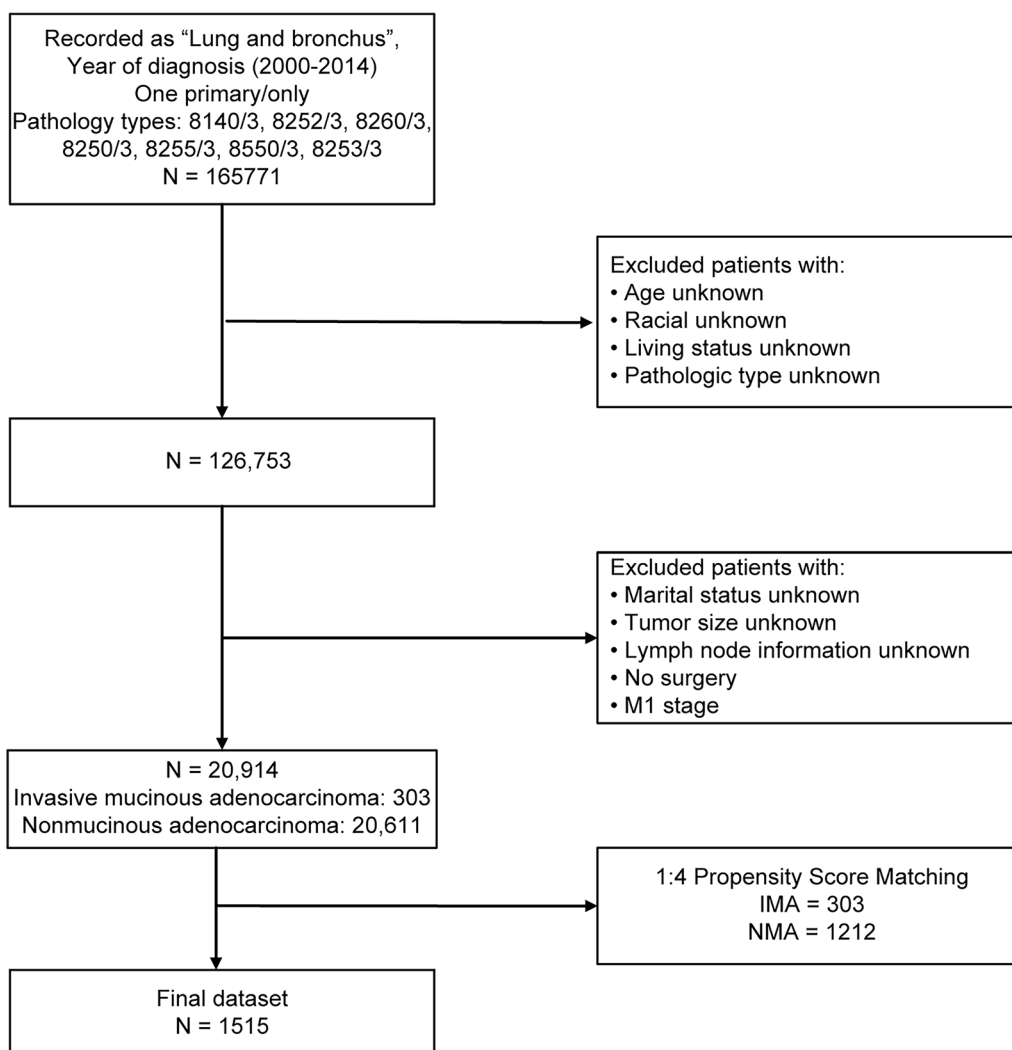 Recorded as “Lung and bronchus”,
Year of diagnosis (2000-2014)
One primary/only
Pathology types: 8140/3, 8252/3, 8260/3,
8250/3, 8255/3, 8550/3, 8253/3
N = 165771
Excluded patients with:
• Age unknown
• Racial unknown
• Living status unknown
• Pathologic type unknown
N = 126,753
Excluded patients with:
• Marital status unknown
• Tumor size unknown
• Lymph node information unknown
• No surgery
• M1 stage
N = 20,914
Invasive mucinous adenocarcinoma: 303
Nonmucinous adenocarcinoma: 20,611
1:4 Propensity Score Matching
IMA = 303
NMA = 1212
Final dataset
N = 1515